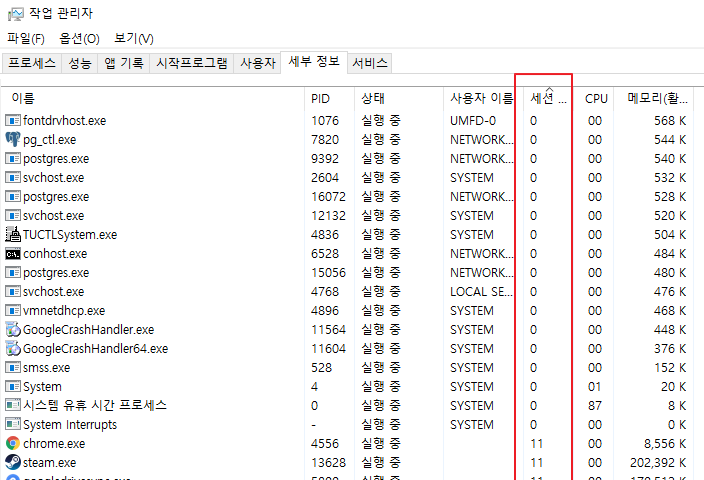 작업 관리자
파일(F) 옵션(O) 보기(V)
프로세스 성능 앱 기록 시작프로그램 사용자 세부 정보 서비스
이름 PID 상태 사용자 이름 세션 ... CPU 메모리(활...
fontdrvhost.exe 1076 실행 중 UMFD-0 0 00 568 K
pg_ctl.exe 7820 실행 중 NETWORK... 0 00 544 K
postgres.exe 9392 실행 중 NETWORK... 0 00 540 K
svchost.exe 2604 실행 중 SYSTEM 0 00 532 K
postgres.exe 16072 실행 중 NETWORK... 0 00 528 K
svchost.exe 12132 실행 중 SYSTEM 0 00 520 K
TUCTLSystem.exe 4836 실행 중 SYSTEM 0 00 504 K
conhost.exe 6528 실행 중 NETWORK... 0 00 484 K
postgres.exe 15056 실행 중 NETWORK... 0 00 480 K
svchost.exe 4768 실행 중 LOCAL SE... 0 00 476 K
vmnetdhcp.exe 4896 실행 중 SYSTEM 0 00 468 K
GoogleCrashHandler.exe 11564 실행 중 SYSTEM 0 00 448 K
GoogleCrashHandler64.exe 11604 실행 중 SYSTEM 0 00 376 K
smss.exe 528 실행 중 SYSTEM 0 00 152 K
System 4 실행 중 SYSTEM 0 01 20 K
시스템 유휴 시간 프로세스 0 실행 중 SYSTEM 0 87 8 K
System Interrupts - 실행 중 SYSTEM 0 00 0 K
chrome.exe 4556 실행 중 11 00 8,556 K
steam.exe 13628 실행 중 11 00 202,392 K